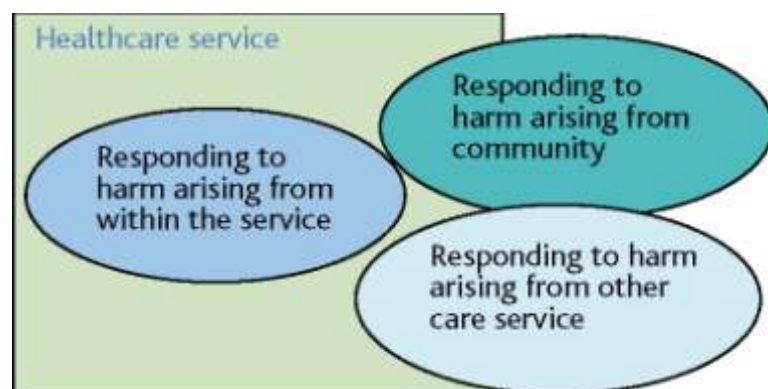 Healthcare service
Responding to
harm arising from
within the service
Responding to
harm arising from
community
Responding to harm
arising from other
care service